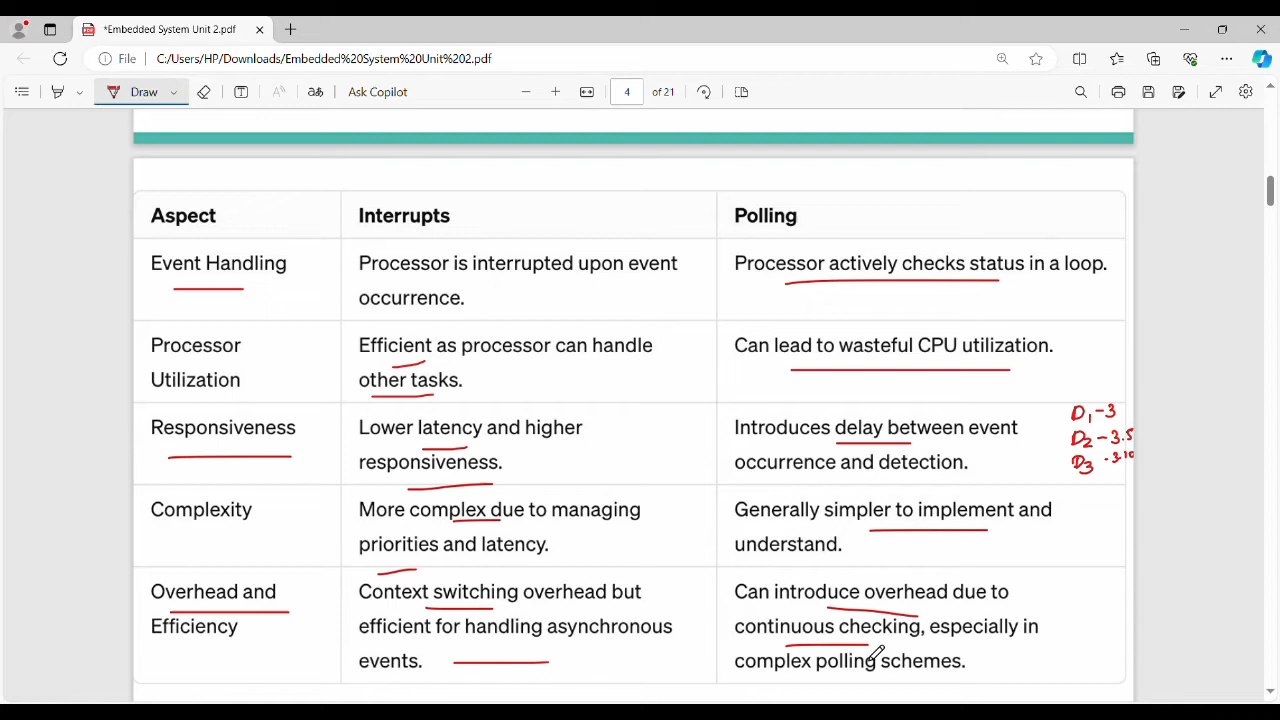 *Embedded System Unit 2.pdf
File C:/Users/HP/Downloads/Embedded%20System%20Unit%202.pdf
Draw Ask Copilot 4 of 21
Aspect Interrupts Polling
Event Handling Processor is interrupted upon event Processor actively checks status in a loop.
occurrence.
Processor Efficient as processor can handle Can lead to wasteful CPU utilization.
Utilization other tasks.
D1-3
Responsiveness Lower latency and higher Introduces delay between event
D2-3.5
responsiveness. occurrence and detection.
D3 -3.10
Complexity More complex due to managing Generally simpler to implement and
priorities and latency. understand.
Overhead and Context switching overhead but Can introduce overhead due to
Efficiency efficient for handling asynchronous continuous checking, especially in
events. complex polling schemes.